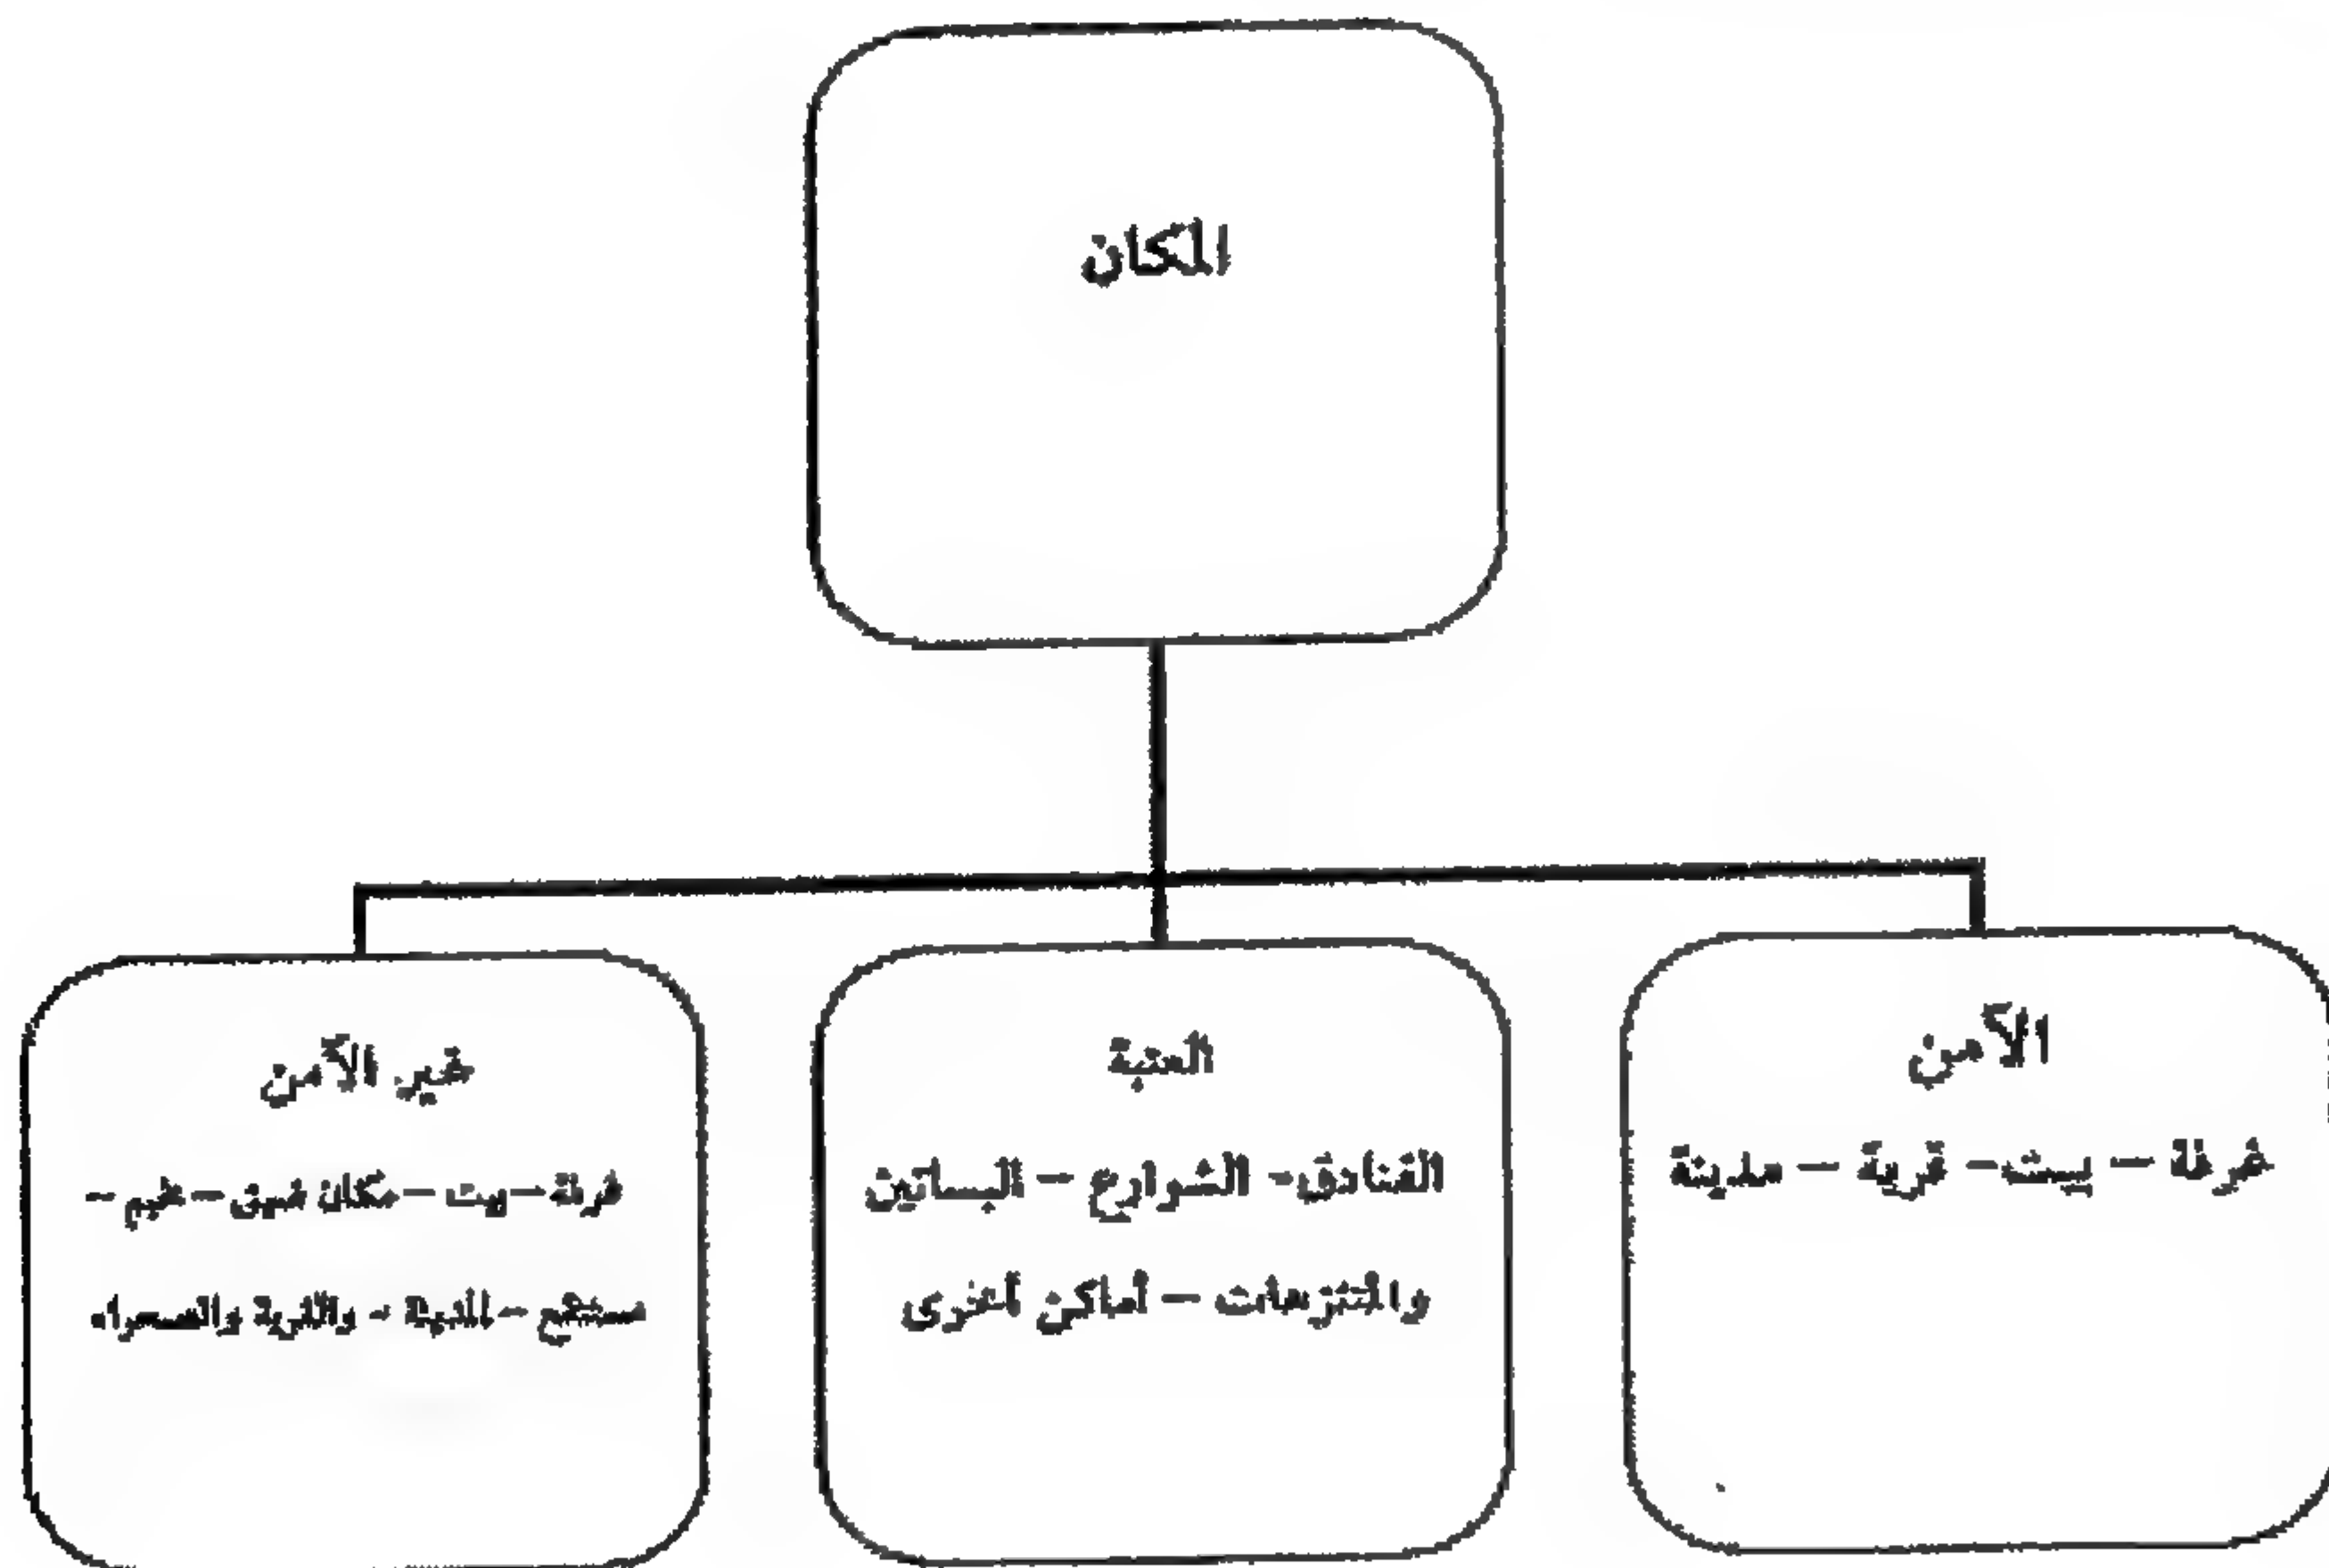 المكان
الآمن
غرفة – بيت – قرية – مدينة
العتبة
الفنادق - الشوارع – البساتين
والمتنزهات – أماكن أخرى
غير الآمن
غرفة – بيت – مكان ضيق – مخيم –
مستنقع – المدينة - والقرية والصحراء